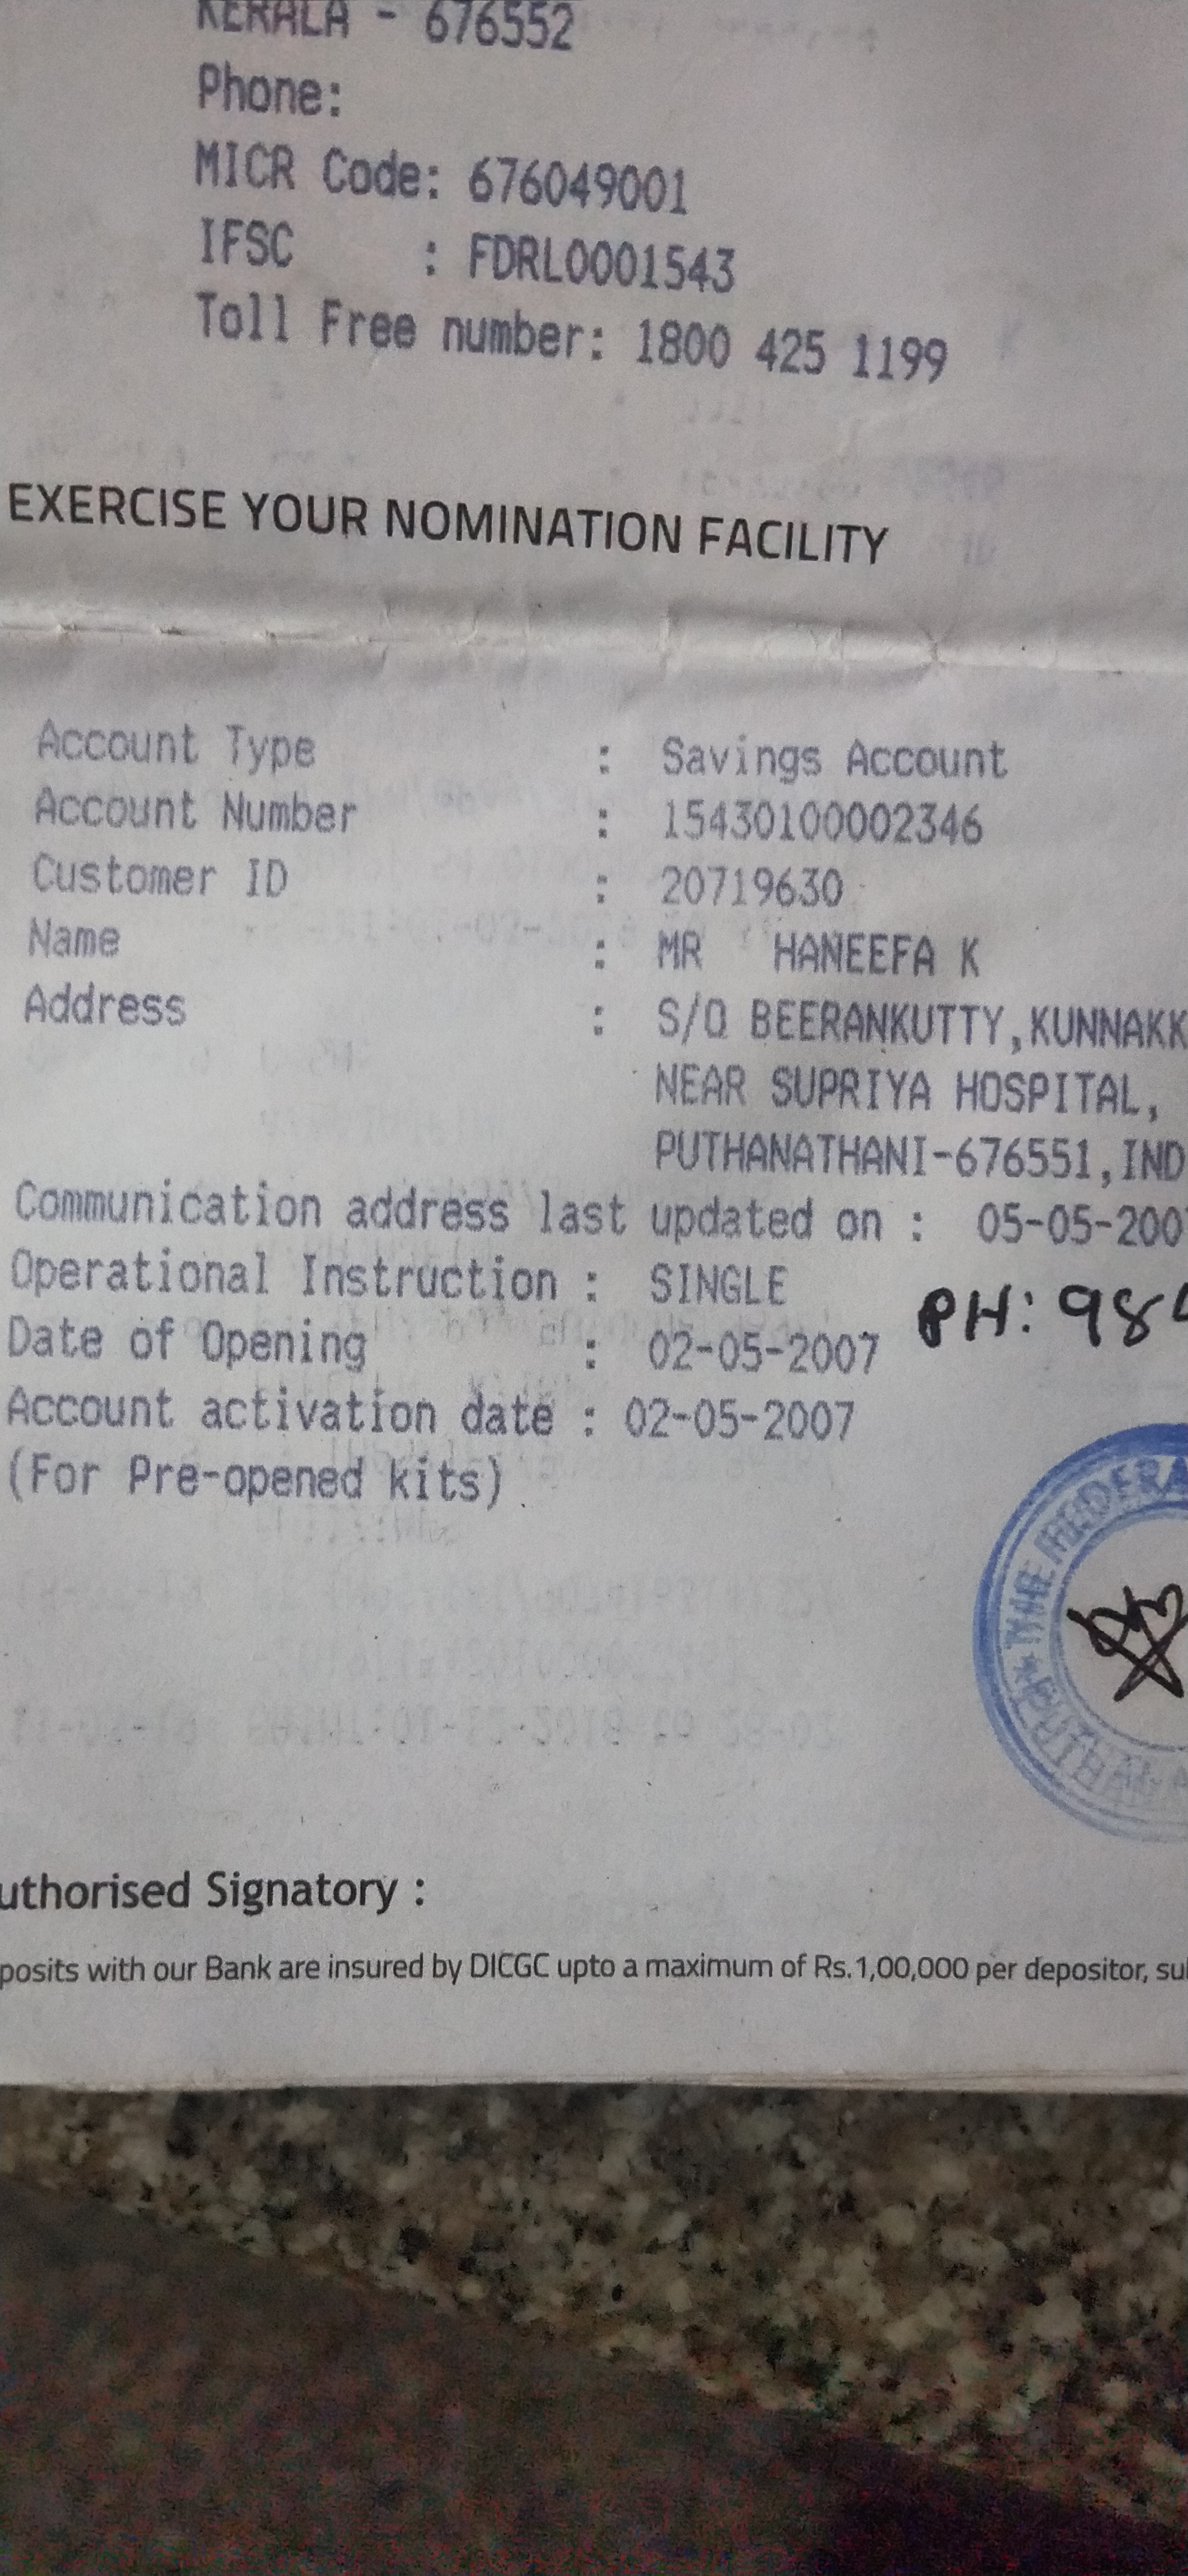 KERALA - 676552
Phone:
MICR Code: 676049001
IFSC : FDRL0001543
Toll Free number: 1800 425 1199
EXERCISE YOUR NOMINATION FACILITY
Account Type : Savings Account
Account Number : 15430100002346
Customer ID : 20719630
Name : MR HANEEFA K
Address : S/O BEERANKUTTY,KUNNAKK
NEAR SUPRIYA HOSPITAL,
PUTHANATHANI-676551,IND
Communication address last updated on : 05-05-200
Operational Instruction : SINGLE
PH: 984
Date of Opening : 02-05-2007
Account activation date : 02-05-2007
(For Pre-opened kits)
THE FEDERA
PUTHANA
uthorised Signatory :
posits with our Bank are insured by DICGC upto a maximum of Rs.1,00,000 per depositor, su